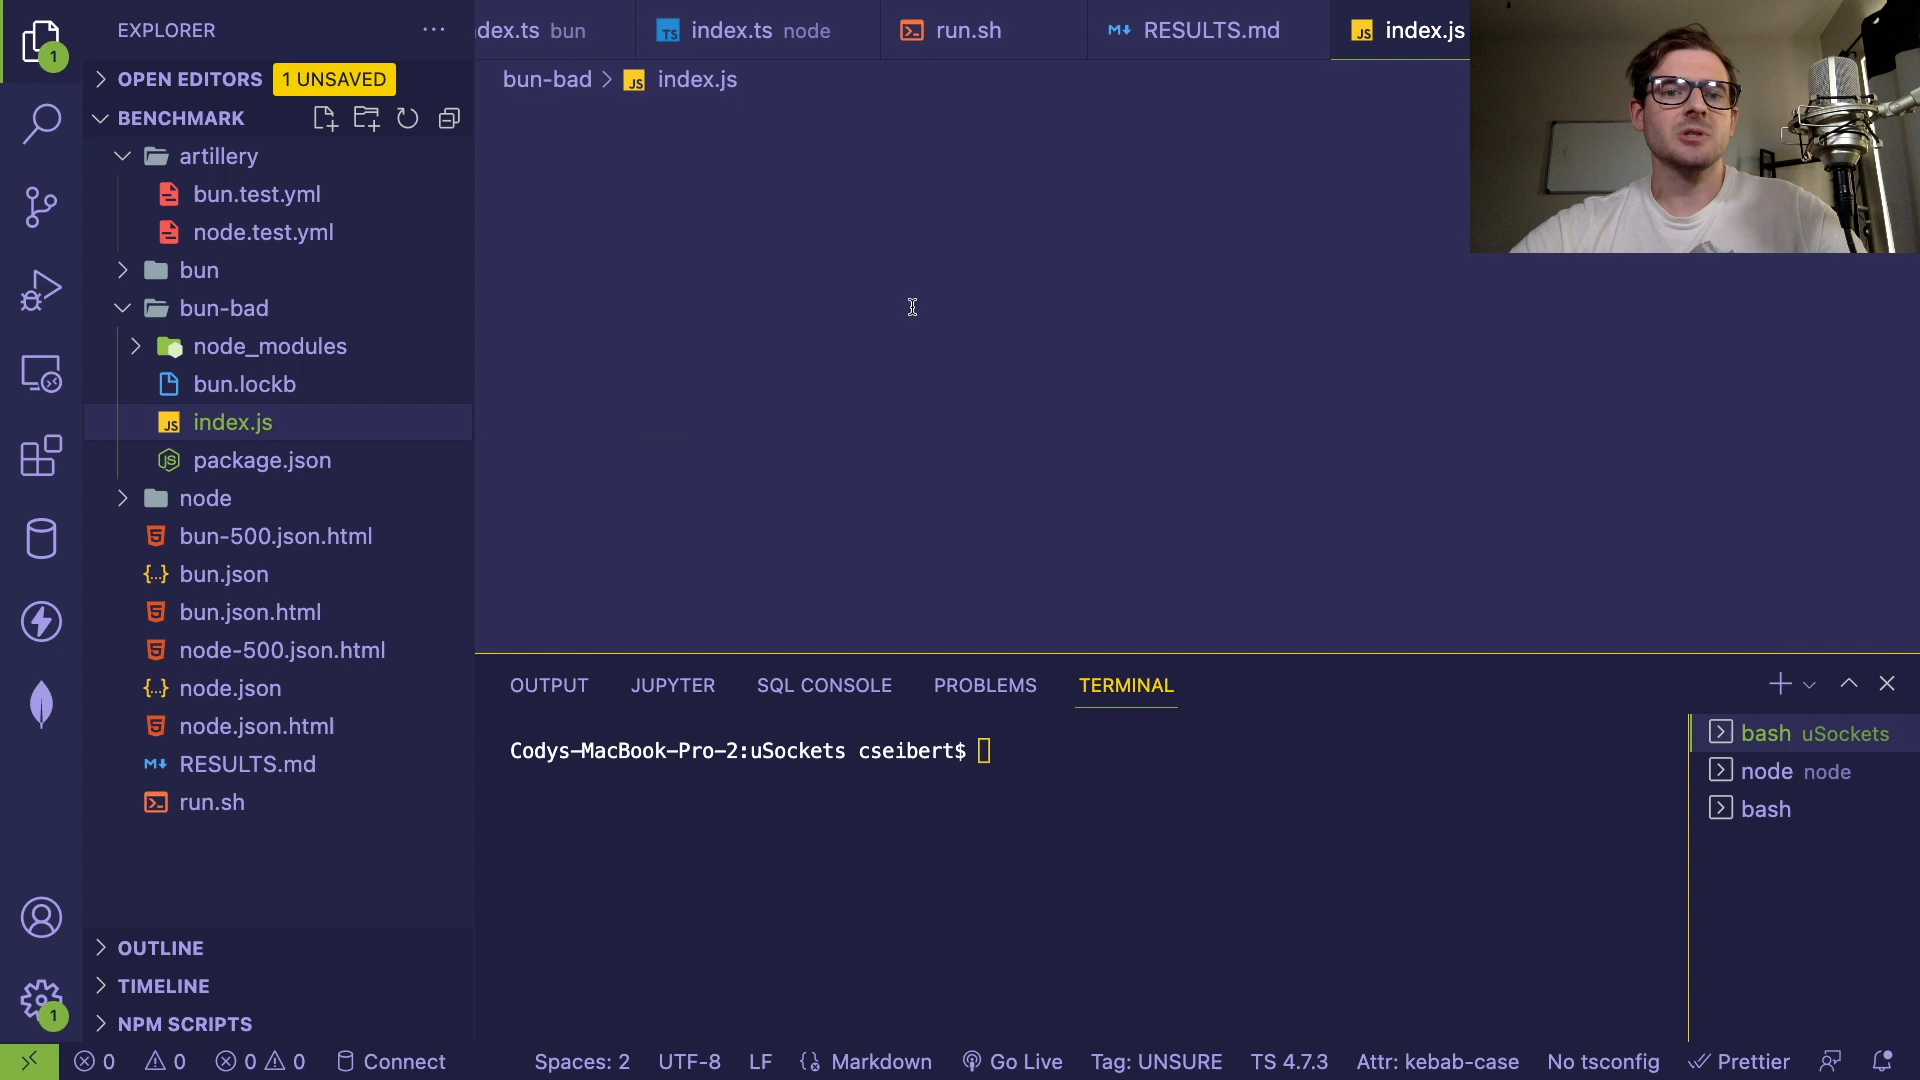 EXPLORER
OPEN EDITORS
1 UNSAVED
BENCHMARK
artillery
bun.test.yml
node.test.yml
bun
bun-bad
node_modules
bun.lockb
index.js
package.json
node
bun-500.json.html
bun.json
bun.json.html
node-500.json.html
node.json
node.json.html
RESULTS.md
run.sh
OUTLINE
TIMELINE
NPM SCRIPTS
dex.ts bun
index.ts node
run.sh
RESULTS.md
index.js
bun-bad > index.js
OUTPUT
JUPYTER
SQL CONSOLE
PROBLEMS
TERMINAL
Codys-MacBook-Pro-2:uSockets cseibert$
bash uSockets
node node
bash
0
0
0
0
Connect
Spaces: 2
UTF-8
LF
Markdown
Go Live
Tag: UNSURE
TS 4.7.3
Attr: kebab-case
No tsconfig
Prettier